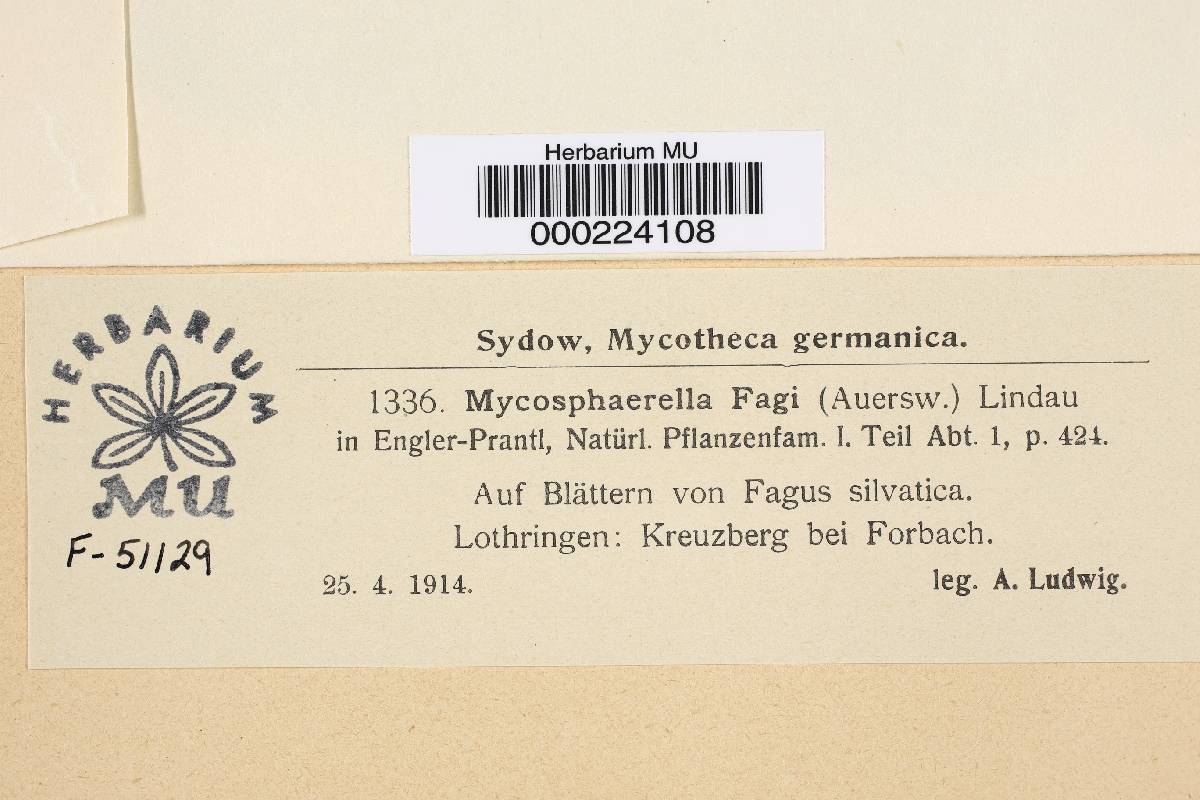 Herbarium MU
000224108
HERBARIUM
MU
F-51129
Sydow, Mycotheca germanica.
1336. Mycosphaerella Fagi (Auersw.) Lindau
in Engler-Prantl, Natürl. Pflanzenfam. I. Teil Abt. 1, p. 424.
Auf Blättern von Fagus silvatica.
Lothringen: Kreuzberg bei Forbach.
25. 4. 1914. leg. A. Ludwig.